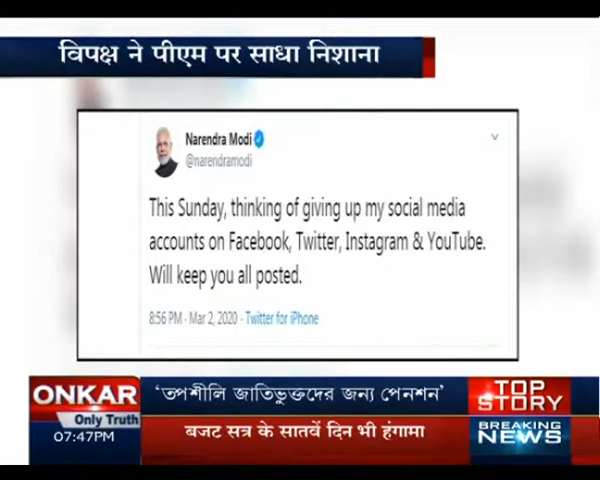 विपक्ष ने पीएम पर साधा निशाना
Narendra Modi
@narendramodi
This Sunday, thinking of giving up my social media
accounts on Facebook, Twitter, Instagram & YouTube.
Will keep you all posted.
8:56 PM · Mar 2, 2020 · Twitter for iPhone
ONKAR
Only Truth
07:47PM
‘তপশীলি জাতিভুক্তদের জন্য পেনশন’
बजट सत्र के सातवें दिन भी हंगामा
TOP
STORY
BREAKING
NEWS